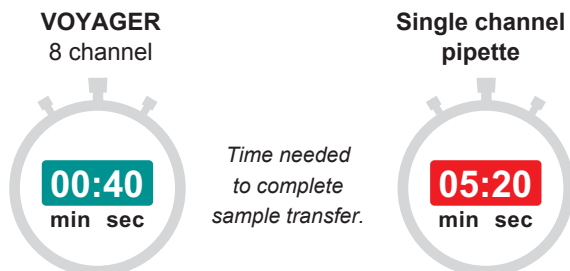 VOYAGER
8 channel
00:40
min sec
Time needed
to complete
sample transfer.
Single channel
pipette
05:20
min sec